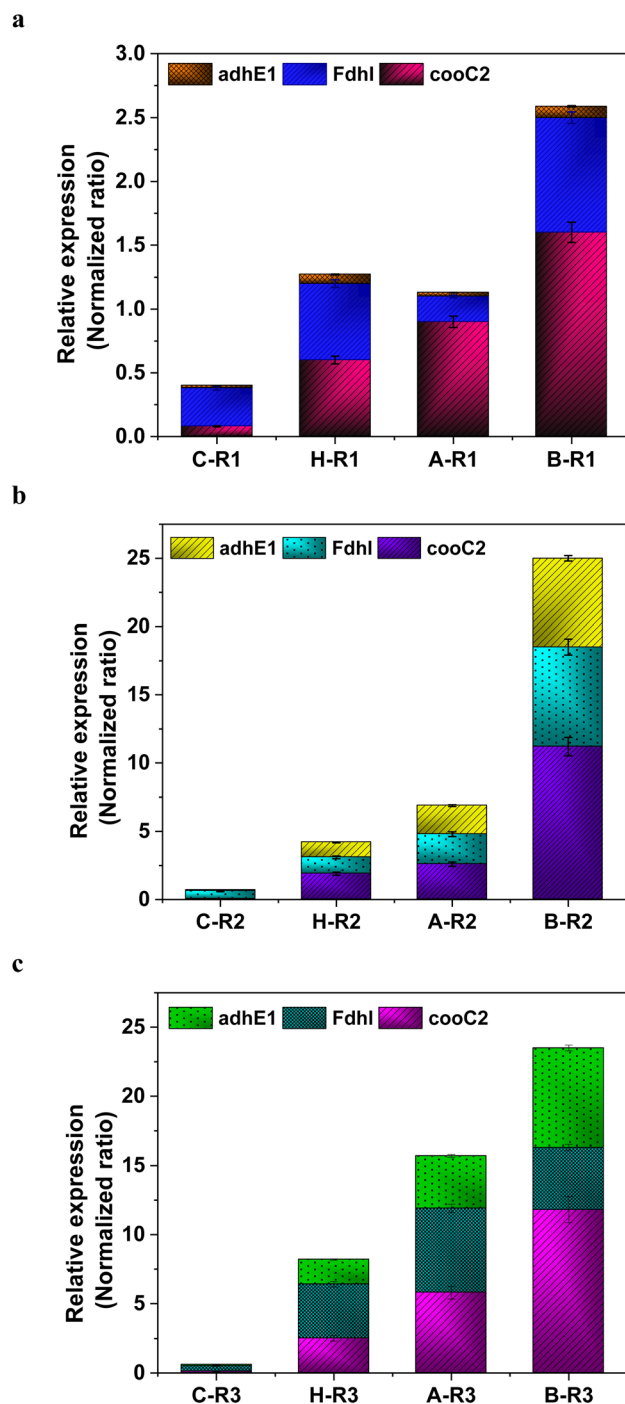 a
3.0
2.5
2.0
1.5
1.0
0.5
0.0
Relative expression
(Normalized ratio)
adhE1 FdhI cooC2
C-R1 H-R1 A-R1 B-R1
b
25
20
15
10
5
0
Relative expression
(Normalized ratio)
adhE1 FdhI cooC2
C-R2 H-R2 A-R2 B-R2
c
25
20
15
10
5
0
Relative expression
(Normalized ratio)
adhE1 FdhI cooC2
C-R3 H-R3 A-R3 B-R3